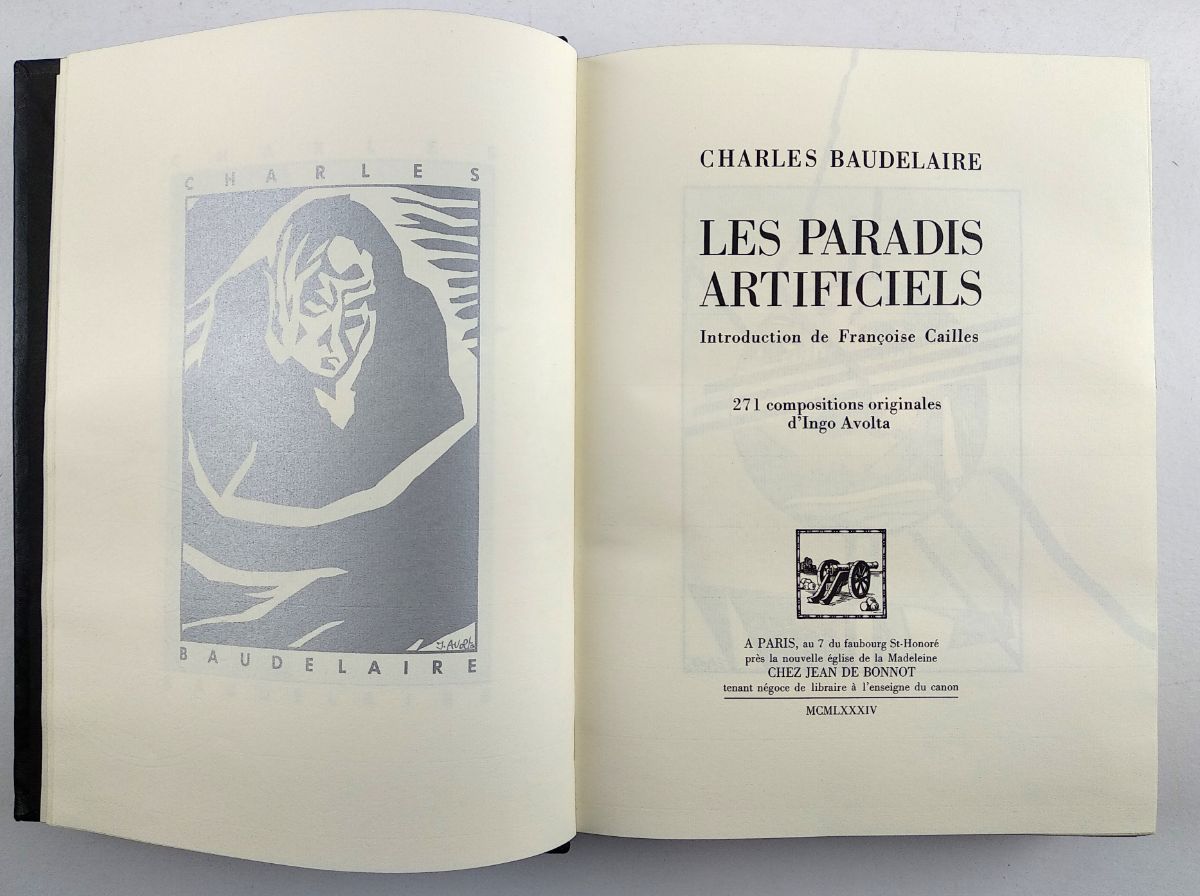 CHARLES
J. AVOLTA
BAUDELAIRE
CHARLES BAUDELAIRE
LES PARADIS
ARTIFICIELS
Introduction de Françoise Cailles
271 compositions originales
d'Ingo Avolta
A PARIS, au 7 du faubourg St-Honoré
près la nouvelle église de la Madeleine
CHEZ JEAN DE BONNOT
tenant négoce de libraire à l'enseigne du canon
MCMLXXXIV